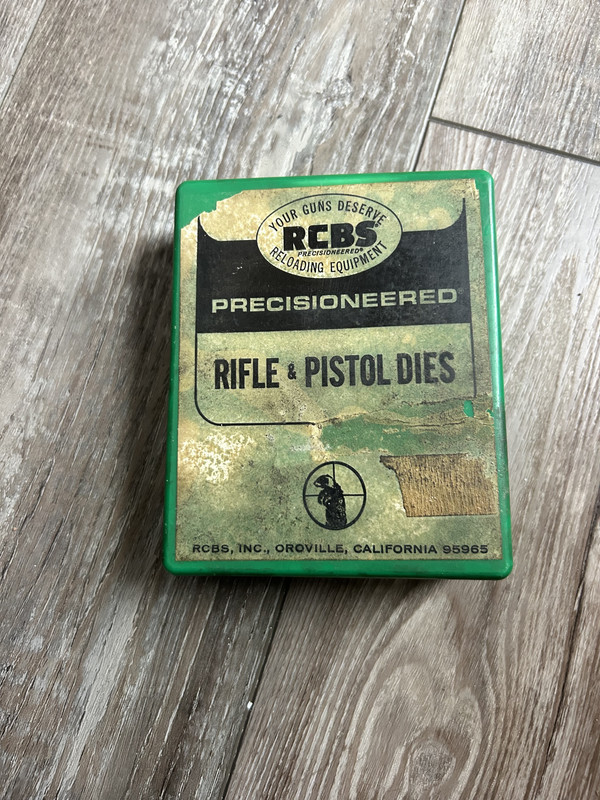 YOUR GUNS DESERVE
RCBS
PRECISIONEERED®
RELOADING EQUIPMENT
PRECISIONEERED
RIFLE & PISTOL DIES
RCBS, INC., OROVILLE, CALIFORNIA 95965